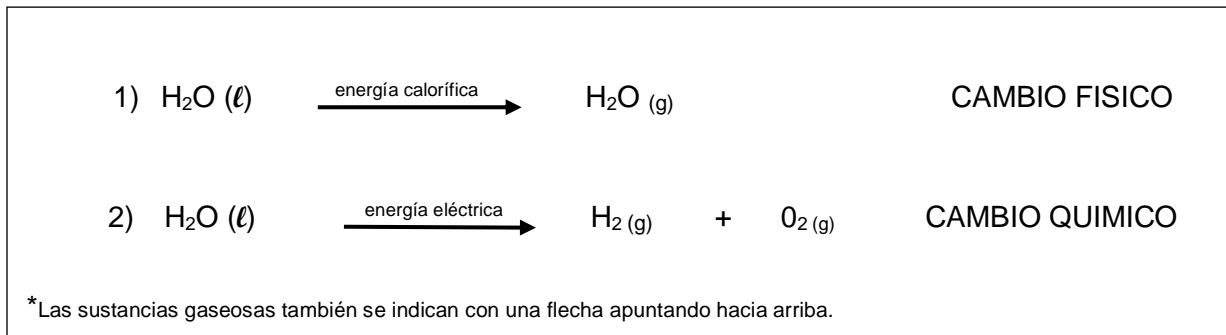 1) H₂O (ℓ) energía calorífica H₂O (g) CAMBIO FISICO
2) H₂O (ℓ) energía eléctrica H₂ (g) + 0₂ (g) CAMBIO QUIMICO
*Las sustancias gaseosas también se indican con una flecha apuntando hacia arriba.